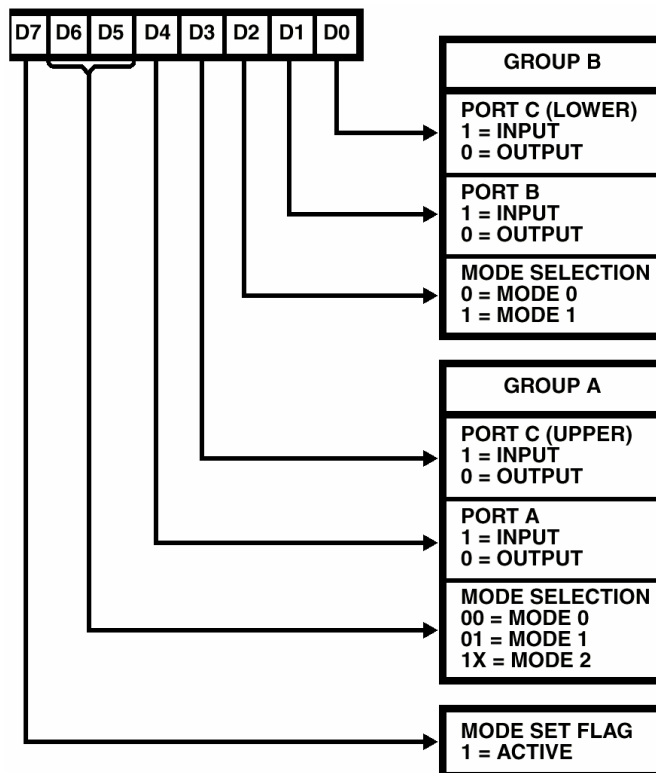 D7 D6 D5 D4 D3 D2 D1 D0
GROUP B
PORT C (LOWER)
1 = INPUT
0 = OUTPUT
PORT B
1 = INPUT
0 = OUTPUT
MODE SELECTION
0 = MODE 0
1 = MODE 1
GROUP A
PORT C (UPPER)
1 = INPUT
0 = OUTPUT
PORT A
1 = INPUT
0 = OUTPUT
MODE SELECTION
00 = MODE 0
01 = MODE 1
1X = MODE 2
MODE SET FLAG
1 = ACTIVE